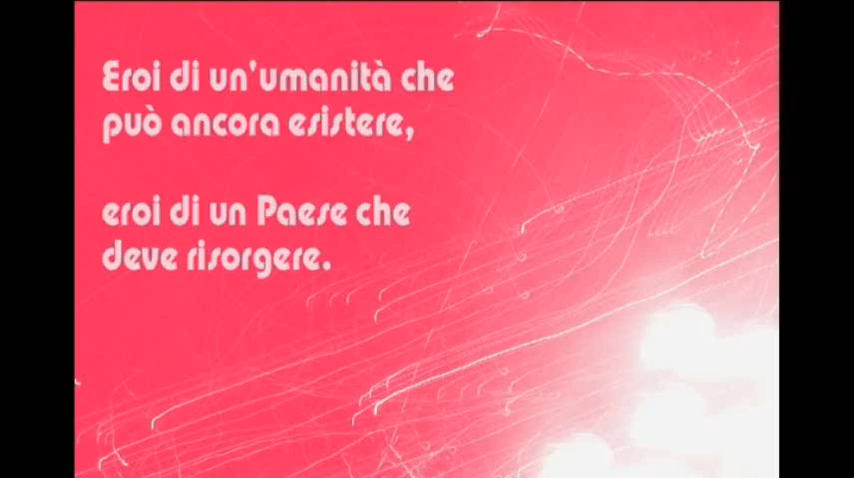 Eroi di un'umanità che
può ancora esistere,
eroi di un Paese che
deve risorgere.